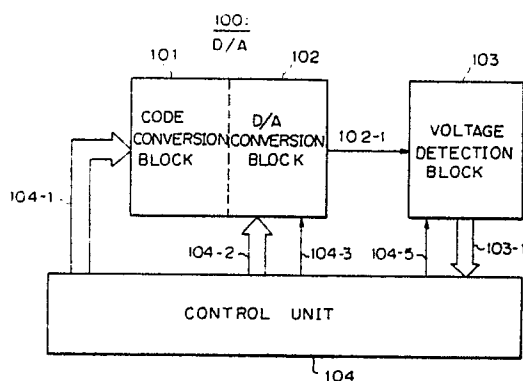 100:
D/A
101
102
103
CODE
CONVERSION
BLOCK
D/A
CONVERSION
BLOCK
102-1
VOLTAGE
DETECTION
BLOCK
104-1
104-2
104-3
104-5
103-1
CONTROL UNIT
104